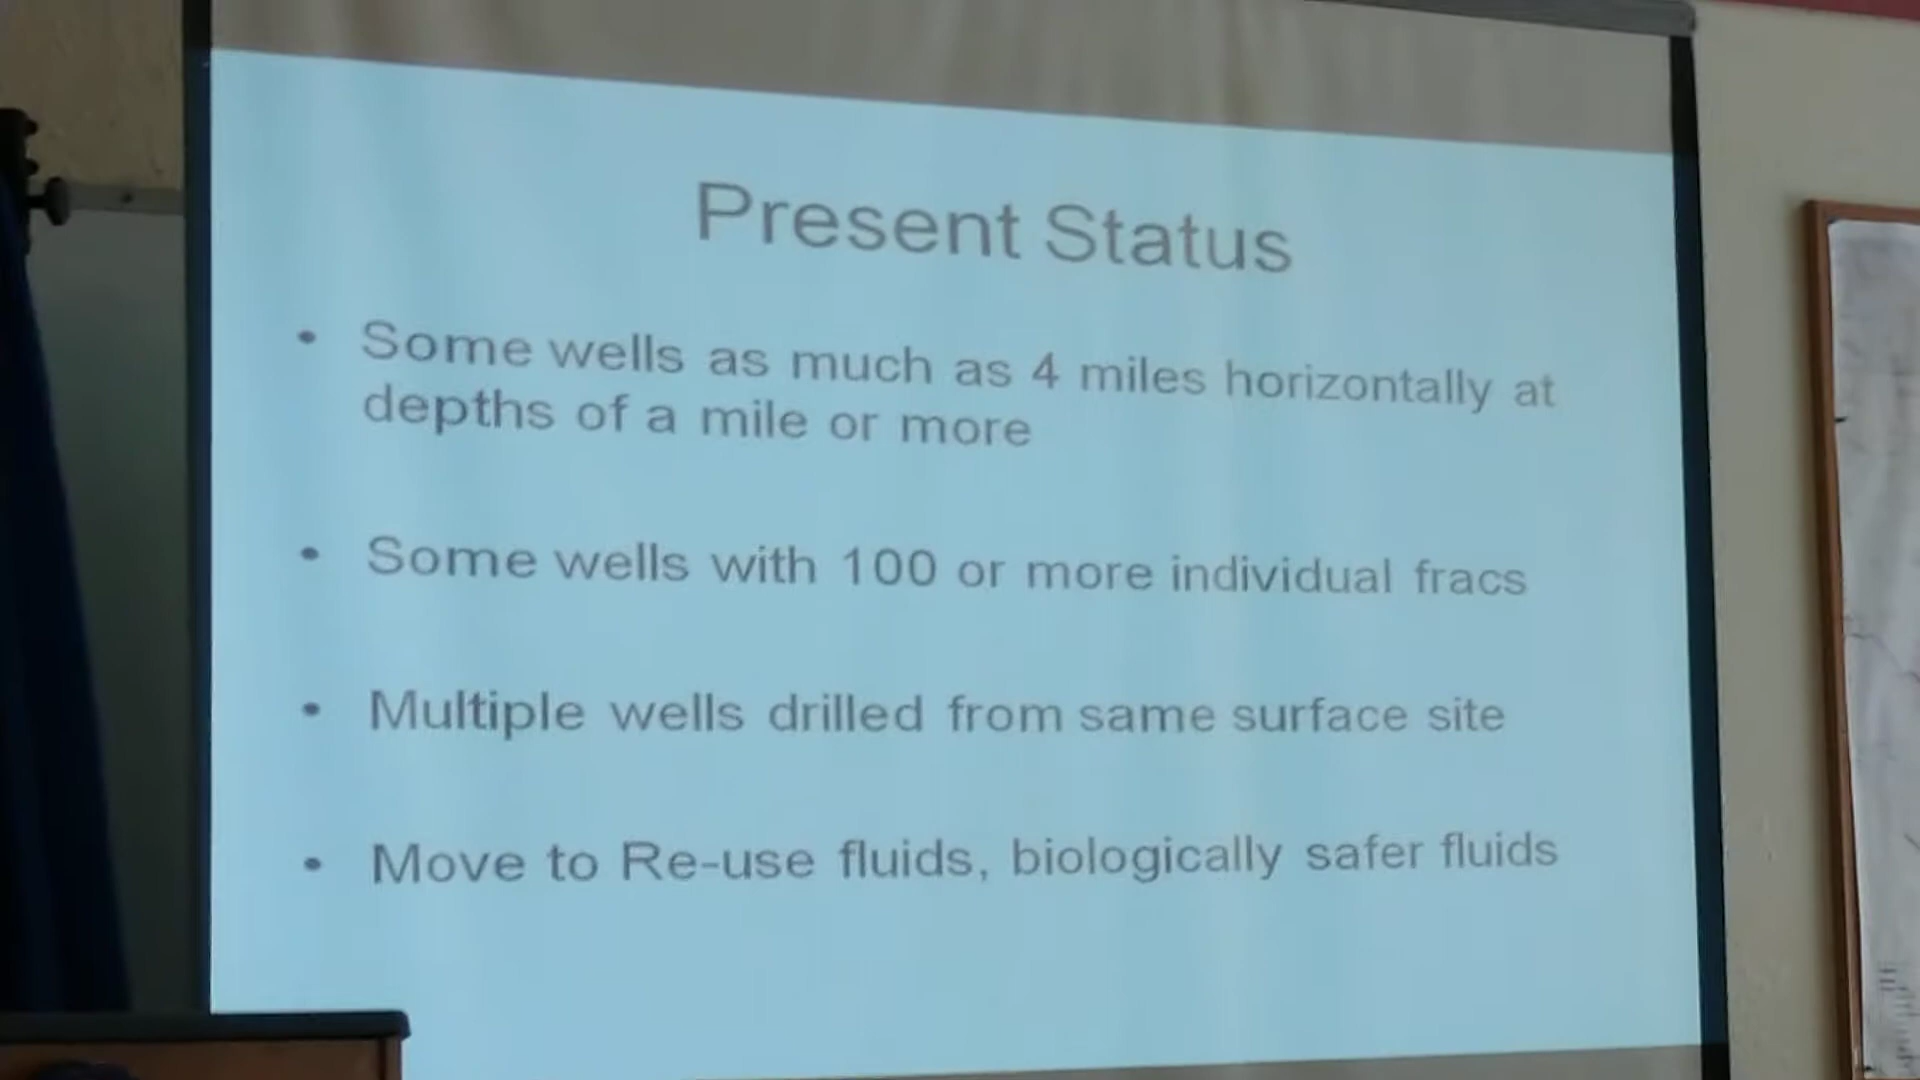 Present Status
• Some wells as much as 4 miles horizontally at
depths of a mile or more
• Some wells with 100 or more individual fracs
• Multiple wells drilled from same surface site
• Move to Re-use fluids, biologically safer fluids